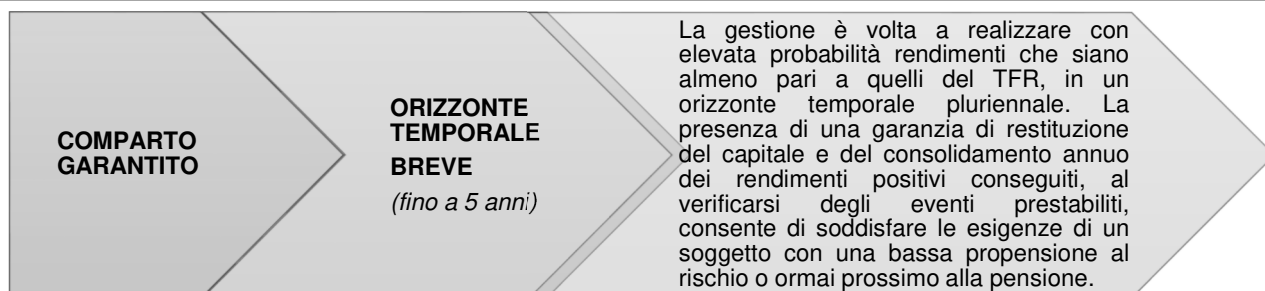 COMPARTO
GARANTITO
ORIZZONTE
TEMPORALE
BREVE
(fino a 5 anni)
La gestione è volta a realizzare con
elevata probabilità rendimenti che siano
almeno pari a quelli del TFR, in un
orizzonte temporale pluriennale. La
presenza di una garanzia di restituzione
del capitale e del consolidamento annuo
dei rendimenti positivi conseguiti, al
verificarsi degli eventi prestabiliti,
consente di soddisfare le esigenze di un
soggetto con una bassa propensione al
rischio o ormai prossimo alla pensione.